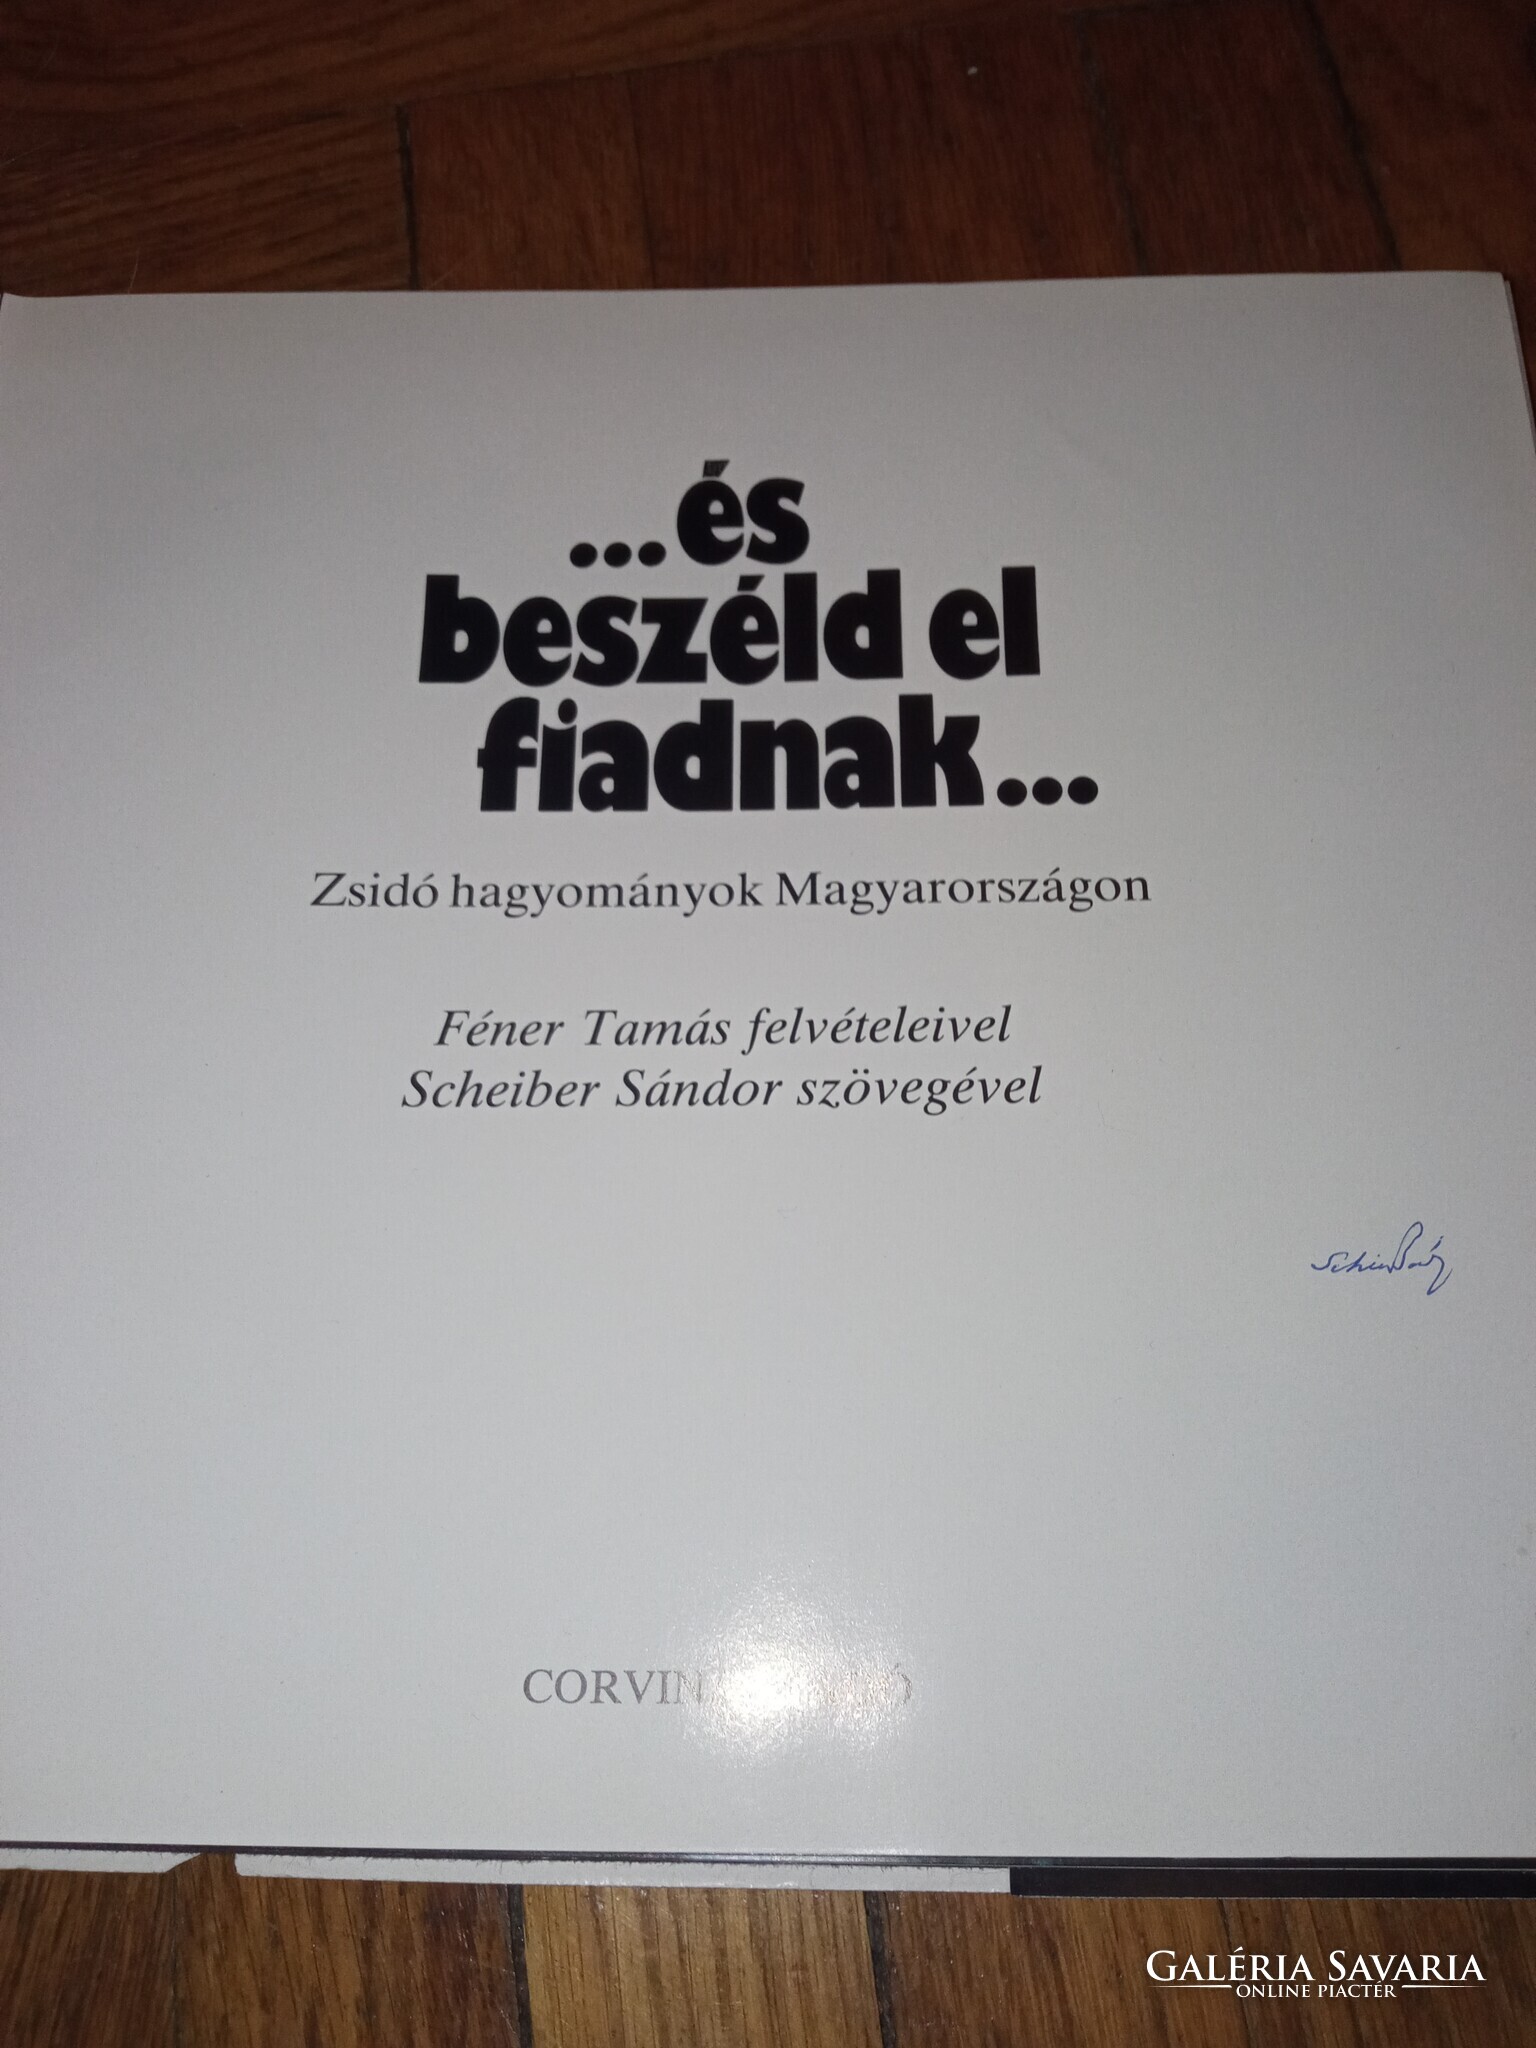 ...és
beszéld el
fiadnak...
Zsidó hagyományok Magyarországon
Féner Tamás felvételeivel
Scheiber Sándor szövegével
GALÉRIA SAVARIA
ONLINE PIACTÉR